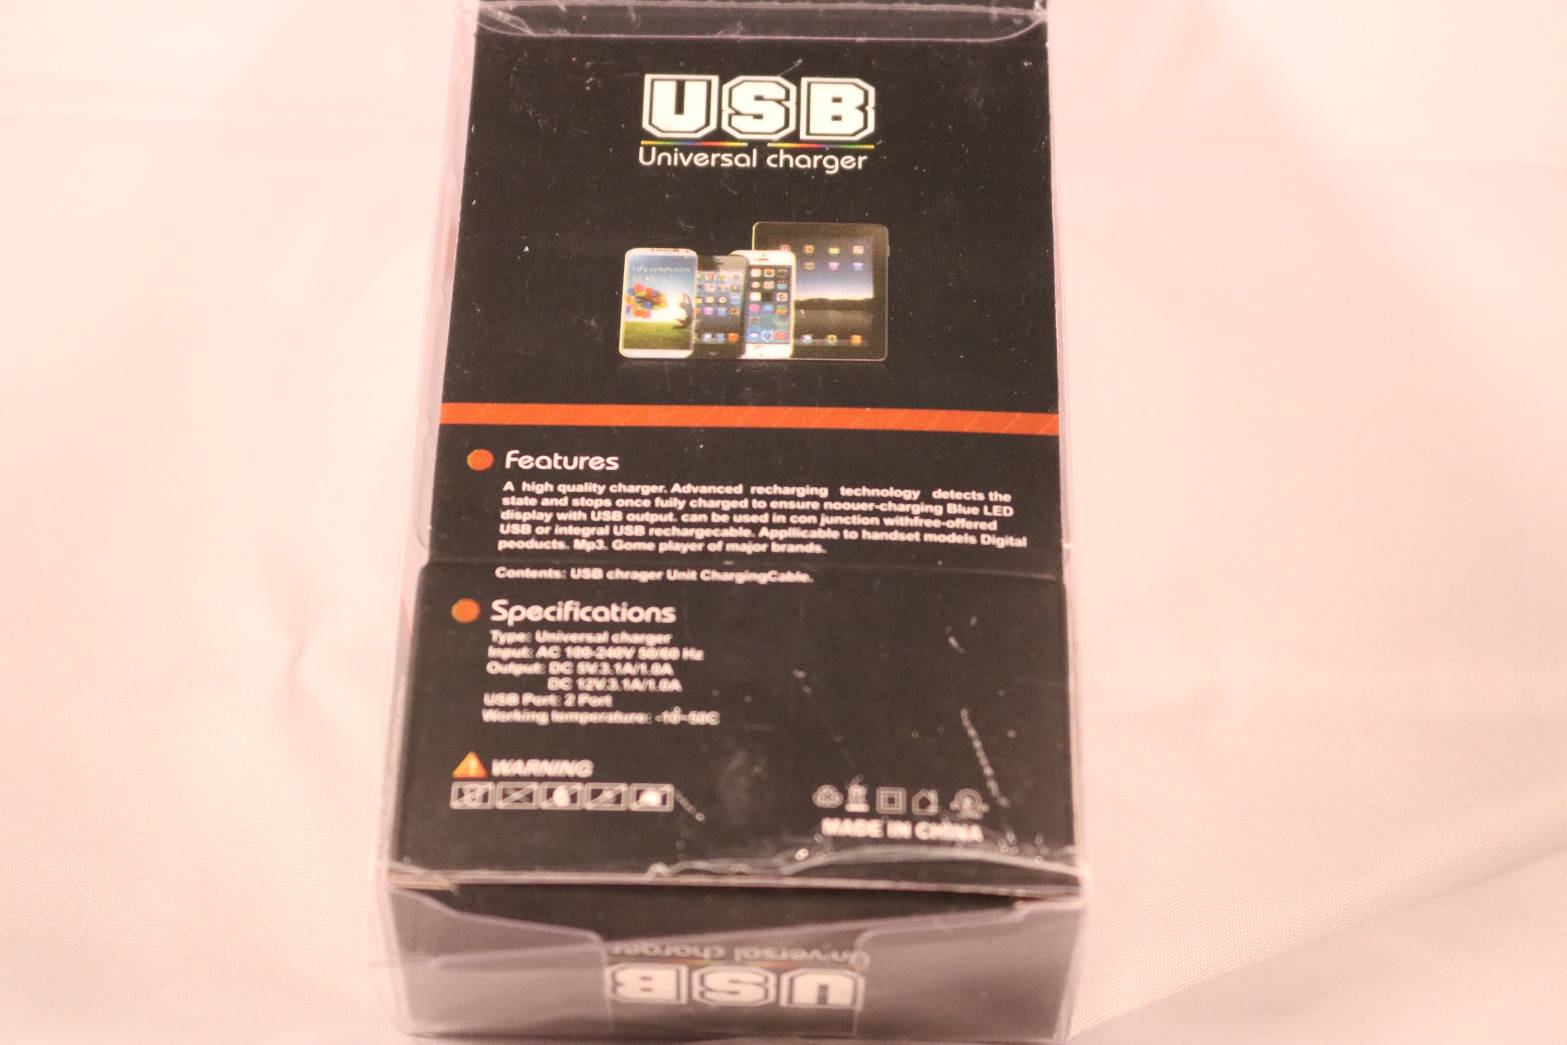 USB
Universal charger
Features
A high quality charger. Advanced recharging technology detects the
state and stops once fully charged to ensure noouer-charging Blue LED
display with USB output. can be used in con junction withfree-offered
USB or integral USB rechargecable. Appliicable to handset models Digital
peoducts. Mp3. Gome player of major brands.
Contents: USB chrager Unit ChargingCable.
Specifications
Type: Universal charger
Input: AC 100-240V 50/60 Hz
Output: DC 5V.3.1A/1.0A
DC 12V.3.1A/1.0A
USB Port: 2 Port
Working temperature:
WARNING
MADE IN CHINA
Universal charger
USB